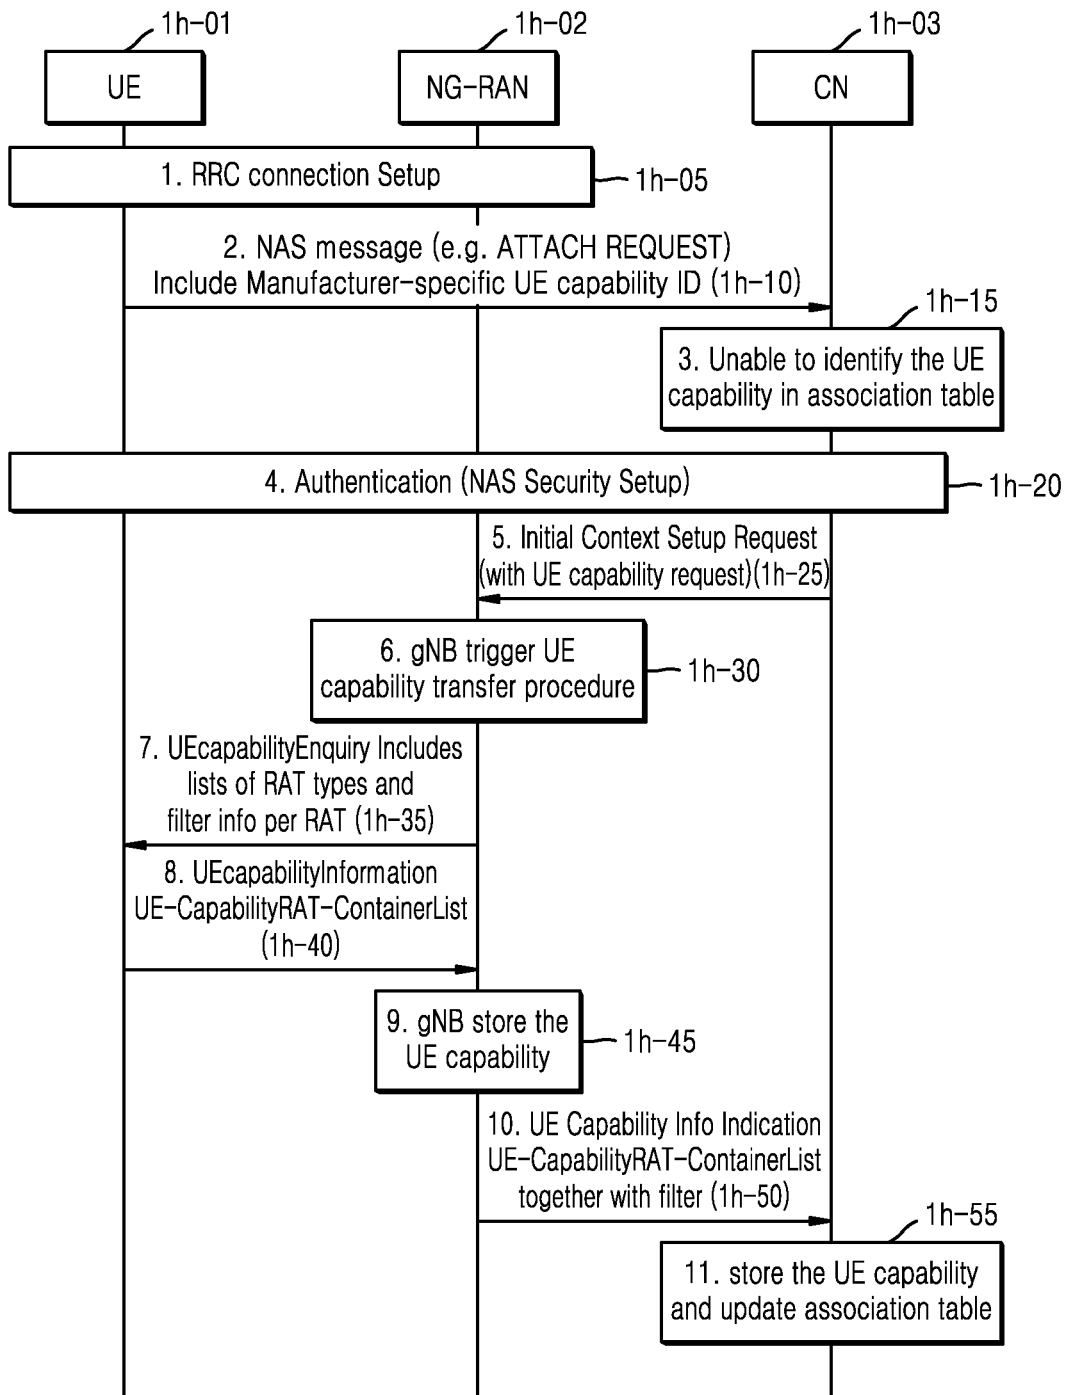 1h-01
1h-02
1h-03
UE
NG-RAN
CN
1. RRC connection Setup
1h-05
2. NAS message (e.g. ATTACH REQUEST)
Include Manufacturer-specific UE capability ID (1h-10)
1h-15
3. Unable to identify the UE
capability in association table
4. Authentication (NAS Security Setup)
1h-20
5. Initial Context Setup Request
(with UE capability request)(1h-25)
6. gNB trigger UE
capability transfer procedure
1h-30
7. UEcapabilityEnquiry Includes
lists of RAT types and
filter info per RAT (1h-35)
8. UEcapabilityInformation
UE-CapabilityRAT-ContainerList
(1h-40)
9. gNB store the
UE capability
1h-45
10. UE Capability Info Indication
UE-CapabilityRAT-ContainerList
together with filter (1h-50)
1h-55
11. store the UE capability
and update association table